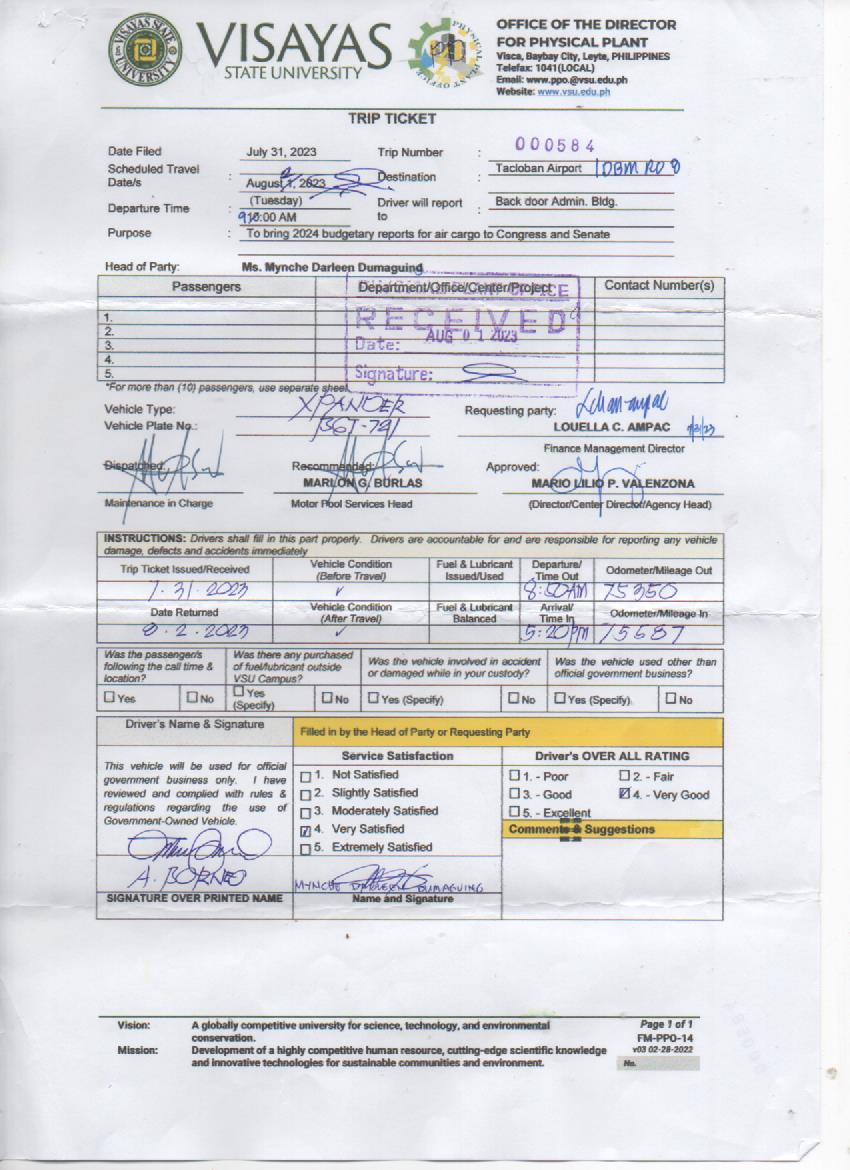 VISAYAS
STATE UNIVERSITY
VISAYAS STATE UNIVERSITY
PHYSICAL PLANT OFFICE
OFFICE OF THE DIRECTOR
FOR PHYSICAL PLANT
Visca, Baybay City, Leyte, PHILIPPINES
Telefax: 1041(LOCAL)
Email: www.ppo.@vsu.edu.ph
Website: www.vsu.edu.ph
TRIP TICKET
Date Filed July 31, 2023 Trip Number : 000584
Scheduled Travel Date/s : August 1, 2023 (Tuesday) Destination : Tacloban Airport / DBM RO 8
Departure Time : 10:00 AM Driver will report to : Back door Admin. Bldg.
Purpose : To bring 2024 budgetary reports for air cargo to Congress and Senate
Head of Party: Ms. Mynche Darleen Dumaguing
Passengers Department/Office/Center/Project Contact Number(s)
1.
2.
3.
4.
5.
RECEIVED
Date: AUG 01 2023
Signature:
*For more than (10) passengers, use separate sheet.
Vehicle Type: XPANDER Requesting party:
Vehicle Plate No.: LOUELLA C. AMPAC 7/31/23
Finance Management Director
Dispatched: Recommended: Approved:
MARLON G. BURLAS MARIO LILIO P. VALENZONA
Maintenance in Charge Motor Pool Services Head (Director/Center Director/Agency Head)
INSTRUCTIONS: Drivers shall fill in this part properly. Drivers are accountable for and are responsible for reporting any vehicle
damage, defects and accidents immediately
Trip Ticket Issued/Received Vehicle Condition (Before Travel) Fuel & Lubricant Issued/Used Departure/ Time Out Odometer/Mileage Out
7.31.2023 ✓ 8:50AM 75350
Date Returned Vehicle Condition (After Travel) Fuel & Lubricant Balanced Arrival/ Time In Odometer/Mileage In
8.2.2023 ✓ 5:20PM 75687
Was the passenger/s following the call time & location? Was there any purchased of fuel/lubricant outside VSU Campus? Was the vehicle involved in accident or damaged while in your custody? Was the vehicle used other than official government business?
☐ Yes ☐ No ☐ Yes (Specify) ☐ No ☐ Yes (Specify) ☐ No ☐ Yes (Specify) ☐ No
Driver's Name & Signature
Filled in by the Head of Party or Requesting Party
This vehicle will be used for official
government business only. I have
reviewed and complied with rules &
regulations regarding the use of
Government-Owned Vehicle.
A. BORNEO
SIGNATURE OVER PRINTED NAME
Service Satisfaction
☐ 1. Not Satisfied
☐ 2. Slightly Satisfied
☐ 3. Moderately Satisfied
☑ 4. Very Satisfied
☐ 5. Extremely Satisfied
MYNCHE DARLEEN DUMAGUING
Name and Signature
Driver's OVER ALL RATING
☐ 1. - Poor ☐ 2. - Fair
☐ 3. - Good ☑ 4. - Very Good
☐ 5. - Excellent
Comments & Suggestions
Vision: A globally competitive university for science, technology, and environmental
conservation.
Mission: Development of a highly competitive human resource, cutting-edge scientific knowledge
and innovative technologies for sustainable communities and environment.
Page 1 of 1
FM-PPO-14
v03 02-28-2022
No.